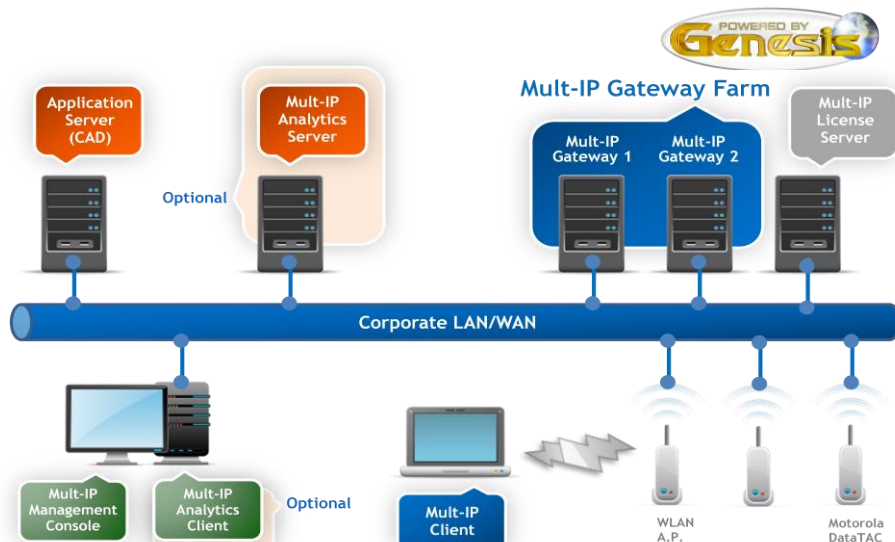 POWERED BY
Genesis
Mult-IP Gateway Farm
Application
Server
(CAD)
Mult-IP
Analytics
Server
Mult-IP
Gateway 1
Mult-IP
Gateway 2
Mult-IP
License
Server
Optional
Corporate LAN/WAN
Mult-IP
Management
Console
Mult-IP
Analytics
Client
Optional
Mult-IP
Client
WLAN
A.P.
Motorola
DataTAC